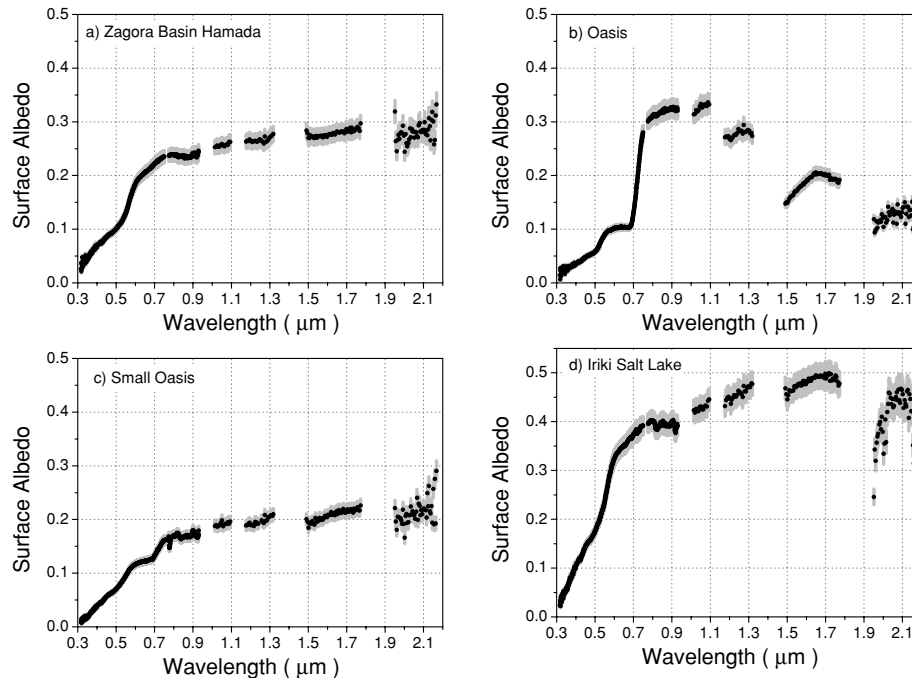 a) Zagora Basin Hamada
0.5
0.4
0.3
0.2
0.1
0.0
Surface Albedo
0.3 0.5 0.7 0.9 1.1 1.3 1.5 1.7 1.9 2.1
Wavelength ( μm )
b) Oasis
0.5
0.4
0.3
0.2
0.1
0.0
Surface Albedo
0.3 0.5 0.7 0.9 1.1 1.3 1.5 1.7 1.9 2.1
Wavelength ( μm )
c) Small Oasis
0.5
0.4
0.3
0.2
0.1
0.0
Surface Albedo
0.3 0.5 0.7 0.9 1.1 1.3 1.5 1.7 1.9 2.1
Wavelength ( μm )
d) Iriki Salt Lake
0.5
0.4
0.3
0.2
0.1
0.0
Surface Albedo
0.3 0.5 0.7 0.9 1.1 1.3 1.5 1.7 1.9 2.1
Wavelength ( μm )